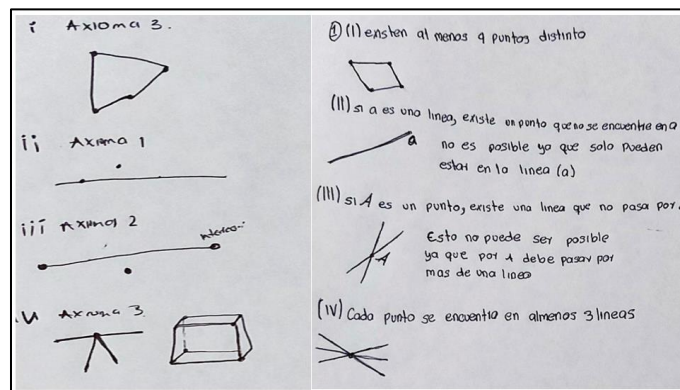 i Axioma 3.
ii Axioma 1
iii Axioma 2
Axioma 3
① (I) existen al menos 4 puntos distinto
(II) si a es una linea, existe un punto que no se encuentre en a
a
no es posible ya que solo pueden
estar en la linea (a)
(III) si A es un punto, existe una linea que no pasa por
A
Esto no puede ser posible
ya que por A debe pasar por
mas de una linea
(IV) Cada punto se encuentra en almenos 3 lineas